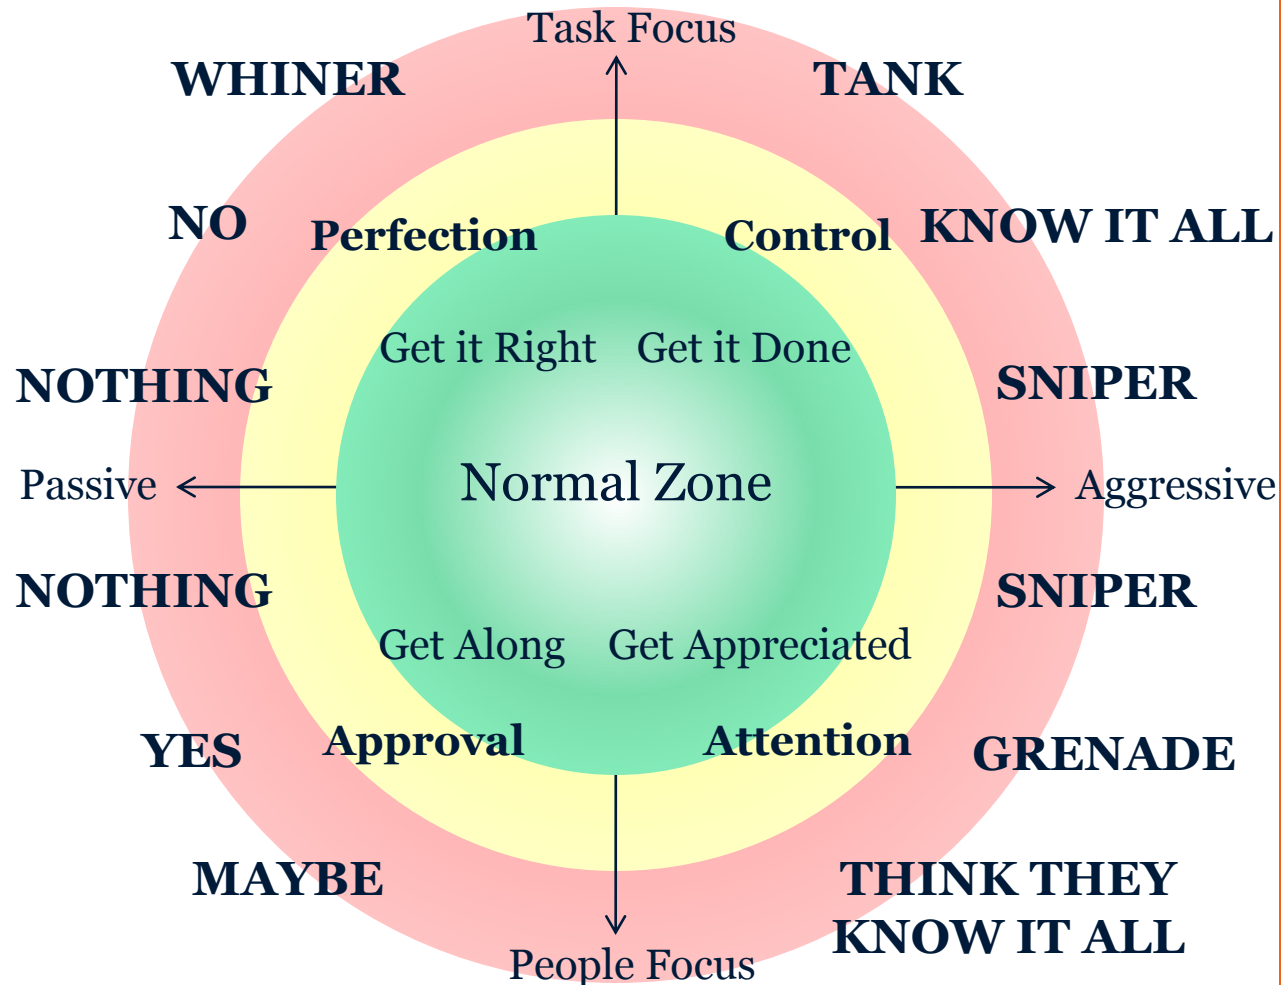 Task Focus
WHINER
TANK
NO
Perfection
Control
KNOW IT ALL
Get it Right
Get it Done
NOTHING
SNIPER
Passive
Normal Zone
Aggressive
NOTHING
SNIPER
Get Along
Get Appreciated
YES
Approval
Attention
GRENADE
MAYBE
THINK THEY
KNOW IT ALL
People Focus